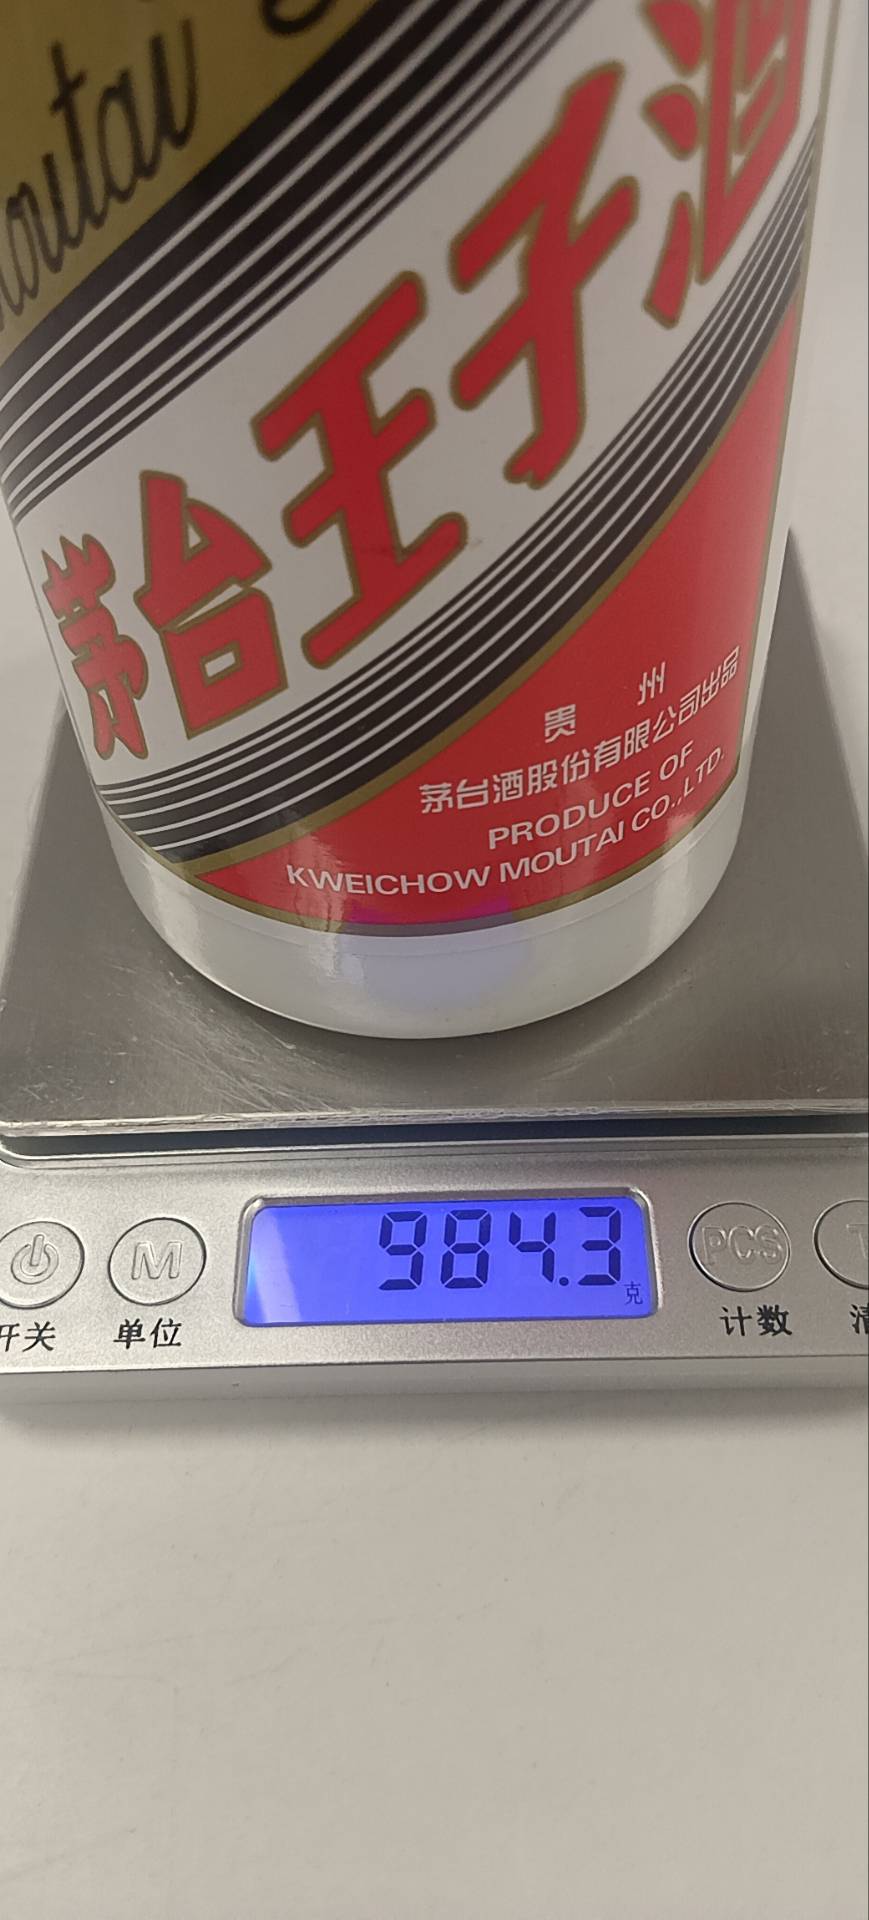 Moutai
茅台王子酒
贵州
茅台酒股份有限公司出品
PRODUCE OF
KWEICHOW MOUTAI CO.,LTD.
984.3
克
M
PCS
T
开关
单位
计数
清